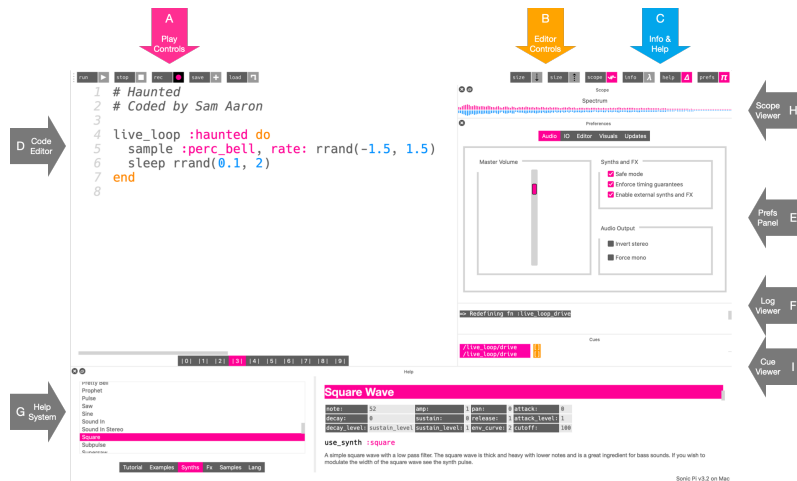 A
Play
Controls
B
Editor
Controls
C
Info &
Help
run
stop
rec
save
load
size
size
scope
info
help
prefs
1 # Haunted
2 # Coded by Sam Aaron
3
4 live_loop :haunted do
5 sample :perc_bell, rate: rrand(-1.5, 1.5)
6 sleep rrand(0.1, 2)
7 end
8
D Code
Editor
Scope
Spectrum
Scope
Viewer H
Preferences
Audio IO Editor Visuals Updates
Master Volume
Synths and FX
Safe mode
Enforce timing guarantees
Enable external synths and FX
Audio Output
Invert stereo
Force mono
Prefs
Panel E
=> Redefining fn :live_loop_drive
Log
Viewer F
Cues
/live_loop/drive
/live_loop/drive
Cue
Viewer I
|0| |1| |2| |3| |4| |5| |6| |7| |8| |9|
Help
G Help
System
Pretty Bell
Prophet
Pulse
Saw
Sine
Sound In
Sound In Stereo
Square
Subpulse
Supersaw
Tutorial Examples Synths Fx Samples Lang
Square Wave
note: 52 amp: 1 pan: 0 attack: 0
decay: 0 sustain: 0 release: 1 attack_level: 1
decay_level: sustain_level sustain_level: 1 env_curve: 2 cutoff: 100
use_synth :square
A simple square wave with a low pass filter. The square wave is thick and heavy with lower notes and is a great ingredient for bass sounds. If you wish to
modulate the width of the square wave see the synth pulse.
Sonic Pi v3.2 on Mac